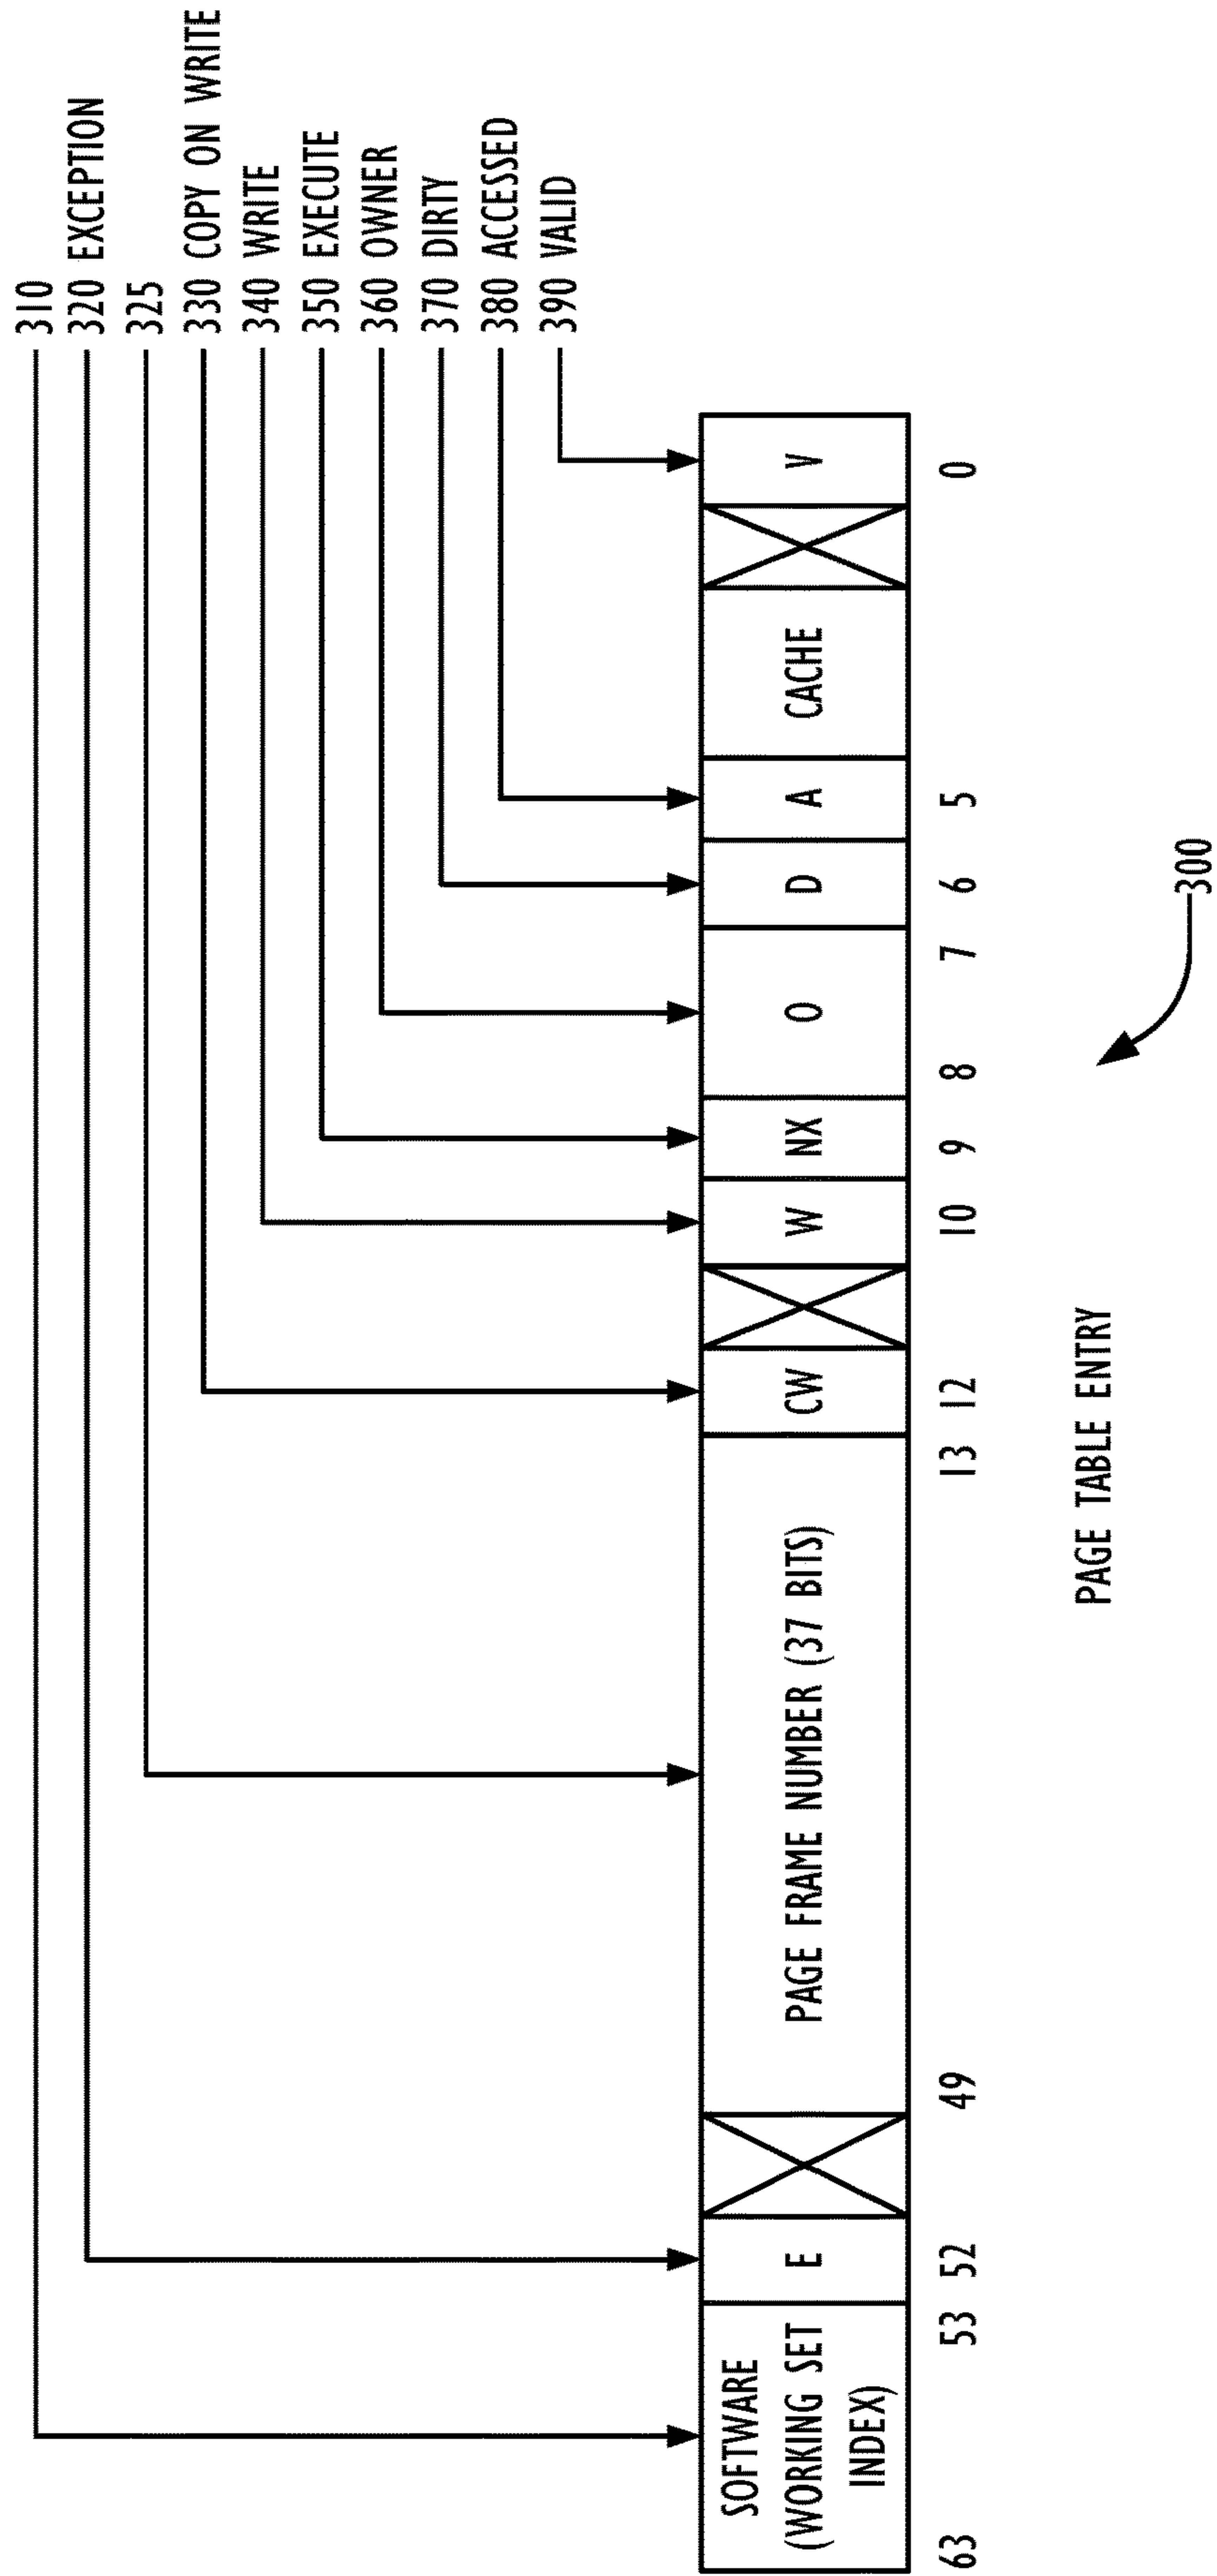 310
320 EXCEPTION
325
330 COPY ON WRITE
340 WRITE
350 EXECUTE
360 OWNER
370 DIRTY
380 ACCESSED
390 VALID
SOFTWARE
(WORKING SET
INDEX)
E
PAGE FRAME NUMBER (37 BITS)
CW
W
NX
O
D
A
CACHE
V
63 53 52 49 13 12 10 9 8 7 6 5 0
PAGE TABLE ENTRY
300